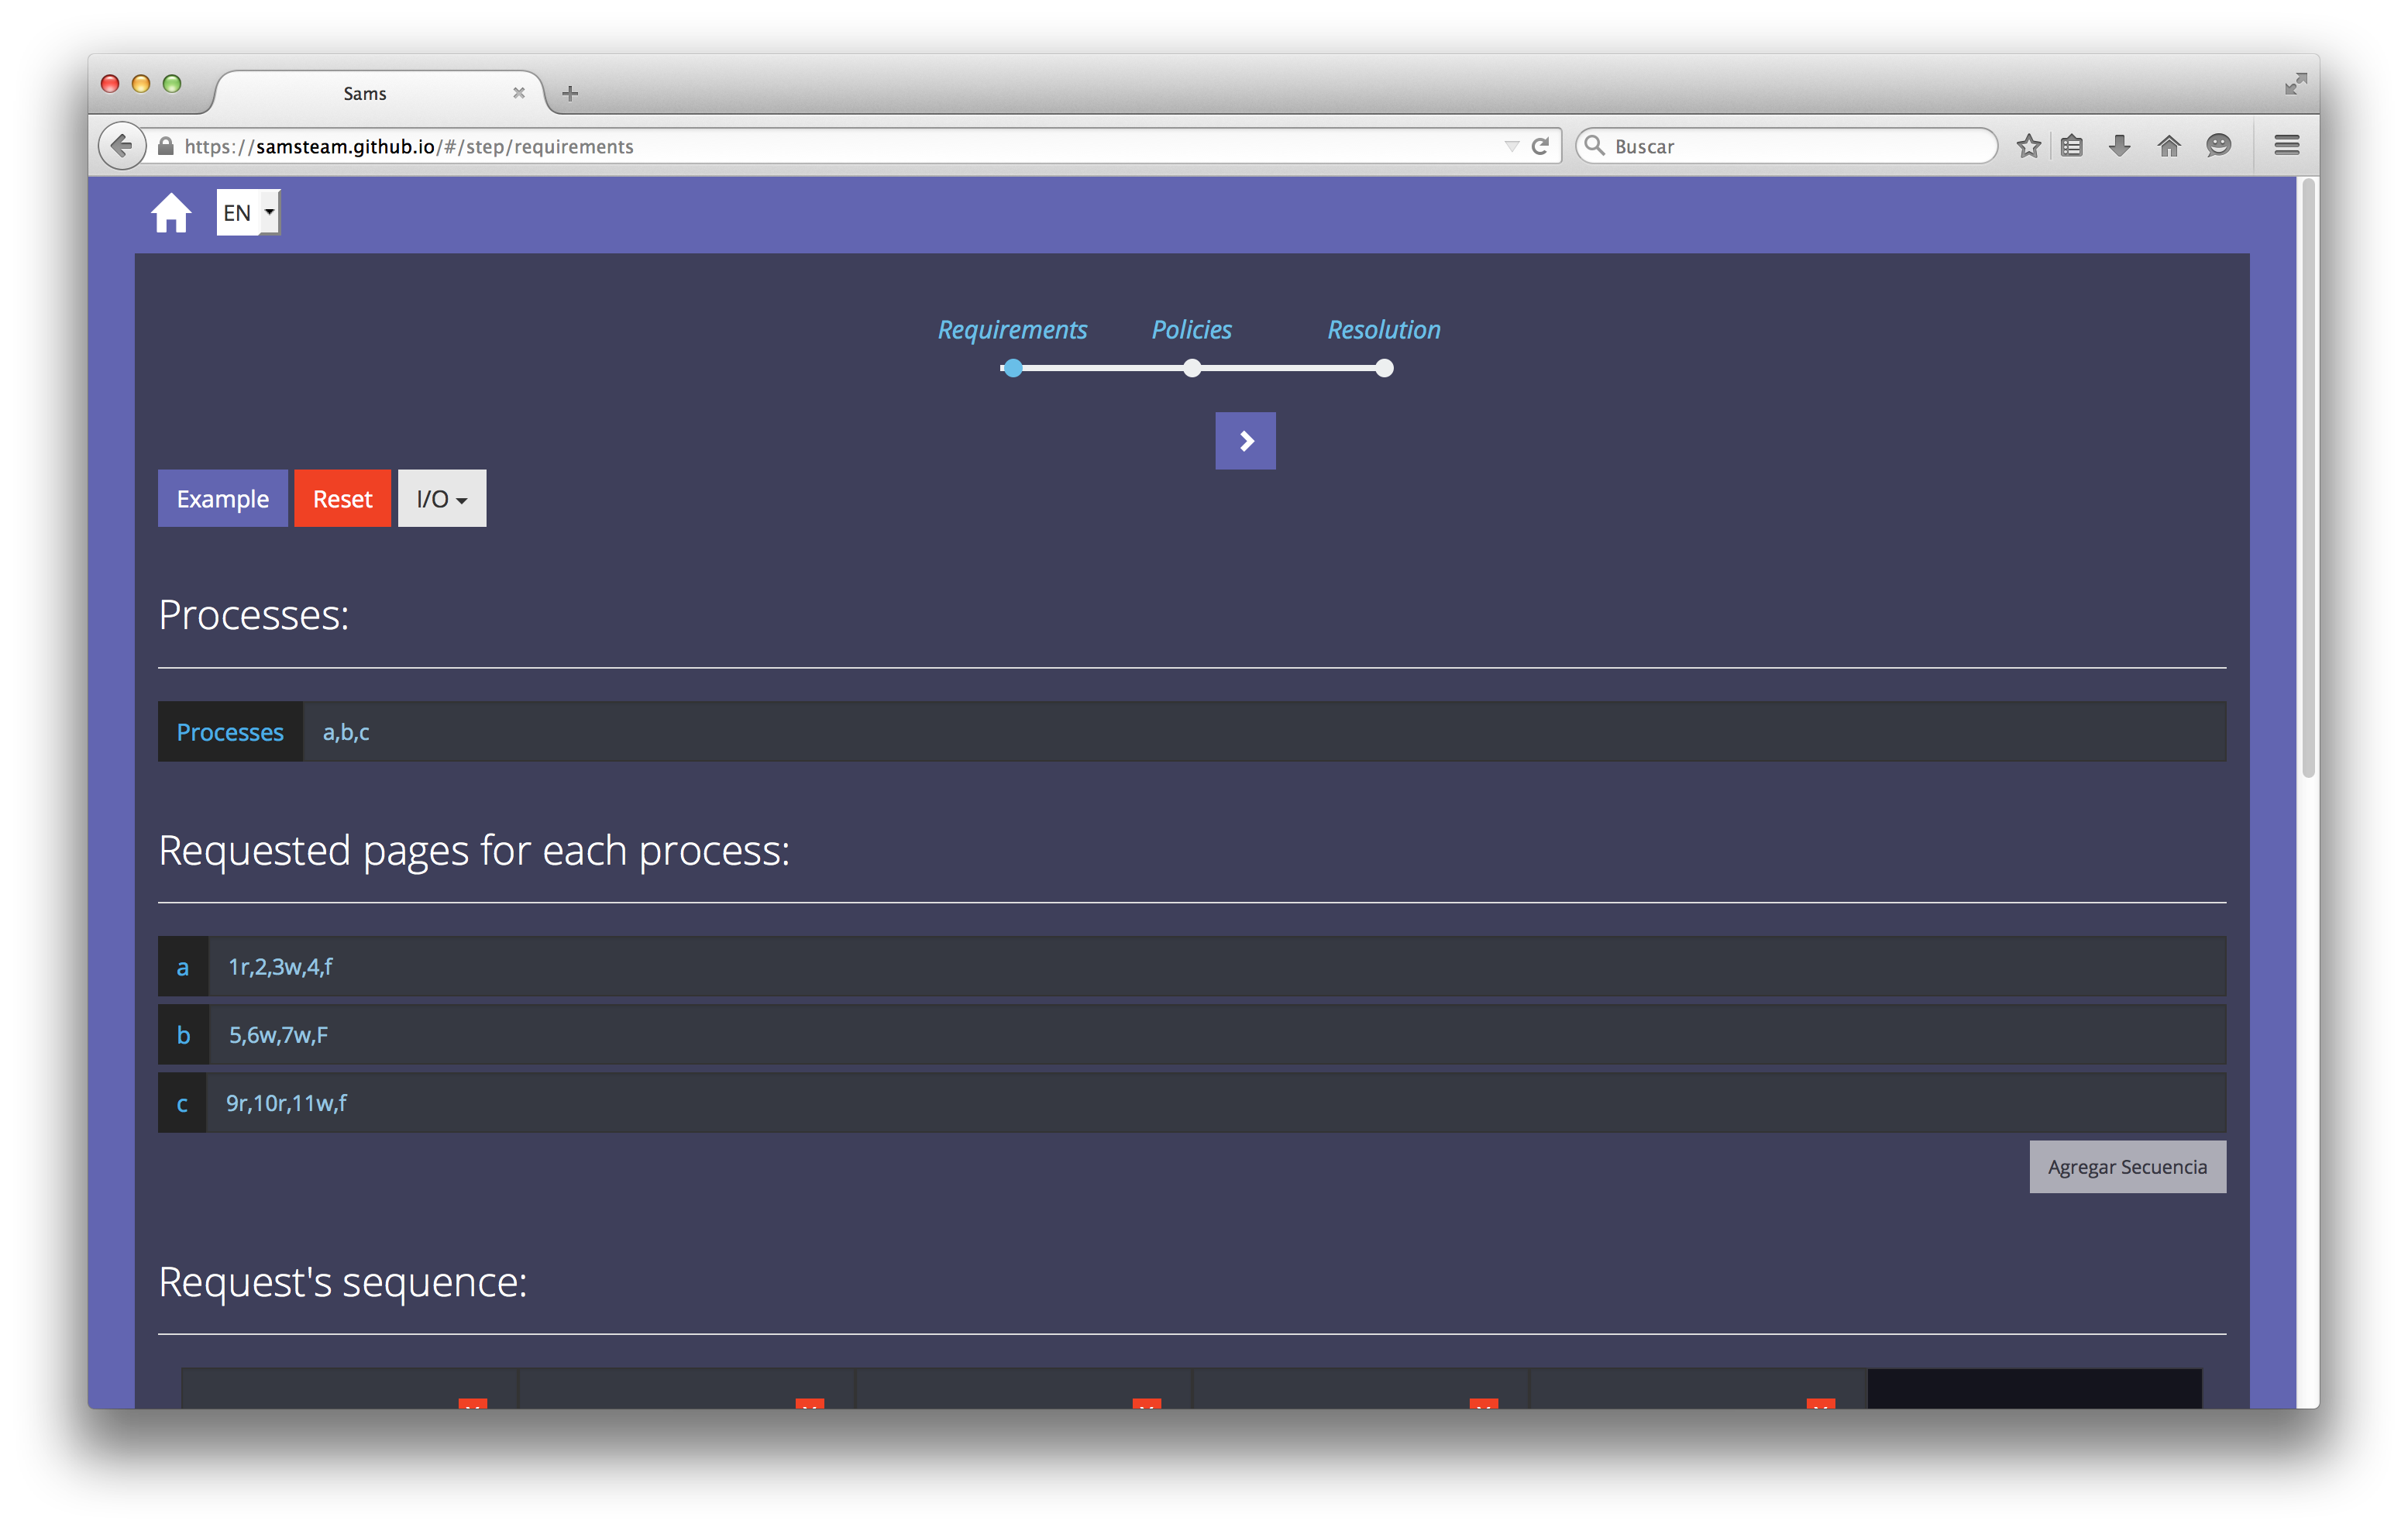 Sams
https://samsteam.github.io/#/step/requirements
Buscar
EN
Requirements Policies Resolution
Example Reset I/O
Processes:
Processes a,b,c
Requested pages for each process:
a 1r,2,3w,4,f
b 5,6w,7w,F
c 9r,10r,11w,f
Agregar Secuencia
Request's sequence: